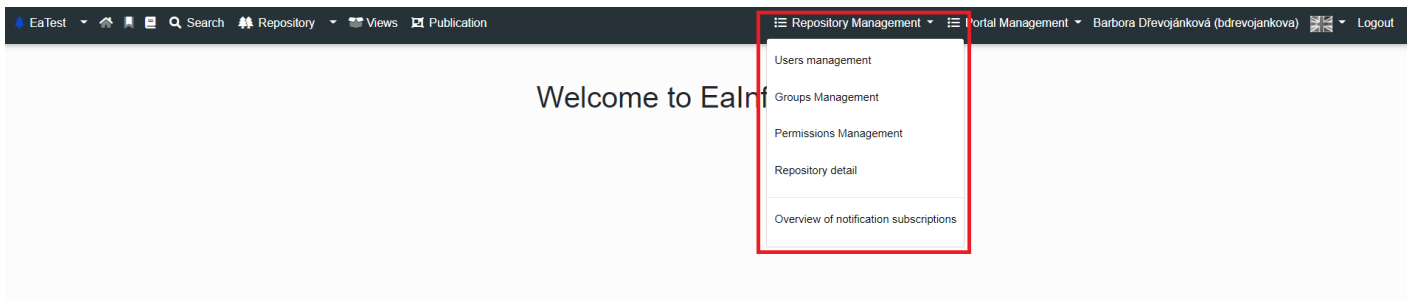 EaTest Search Repository Views Publication Repository Management Portal Management Barbora Dřevojánková (bdrevojankova) Logout
Users management
Welcome to EaInf
Groups Management
Permissions Management
Repository detail
Overview of notification subscriptions